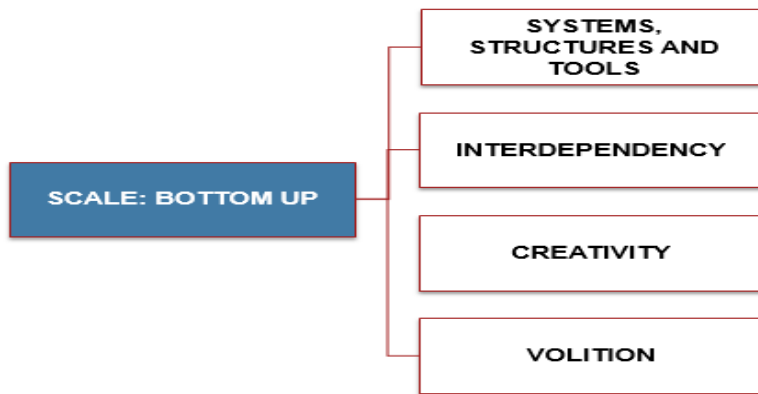 SYSTEMS,
STRUCTURES AND
TOOLS
INTERDEPENDENCY
SCALE: BOTTOM UP
CREATIVITY
VOLITION